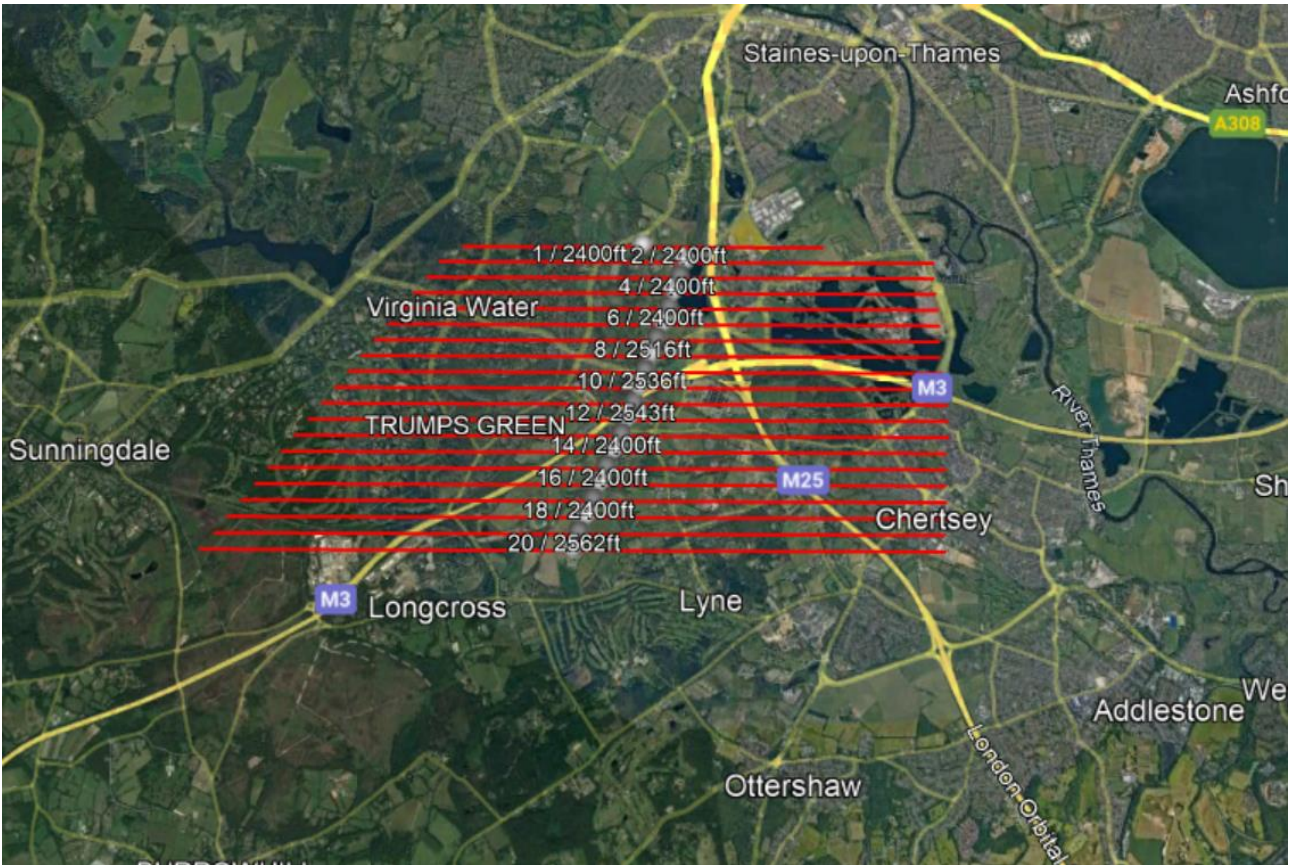 Staines-upon-Thames
Ashfo
A308
1 / 2400ft
2 / 2400ft
4 / 2400ft
Virginia Water
6 / 2400ft
8 / 2516ft
10 / 2536ft
M3
12 / 2543ft
TRUMPS GREEN
River Thames
14 / 2400ft
Sunningdale
16 / 2400ft
M25
Sh
18 / 2400ft
Chertsey
20 / 2562ft
M3
Longcross
Lyne
We
Addlestone
London Orbital
Ottershaw